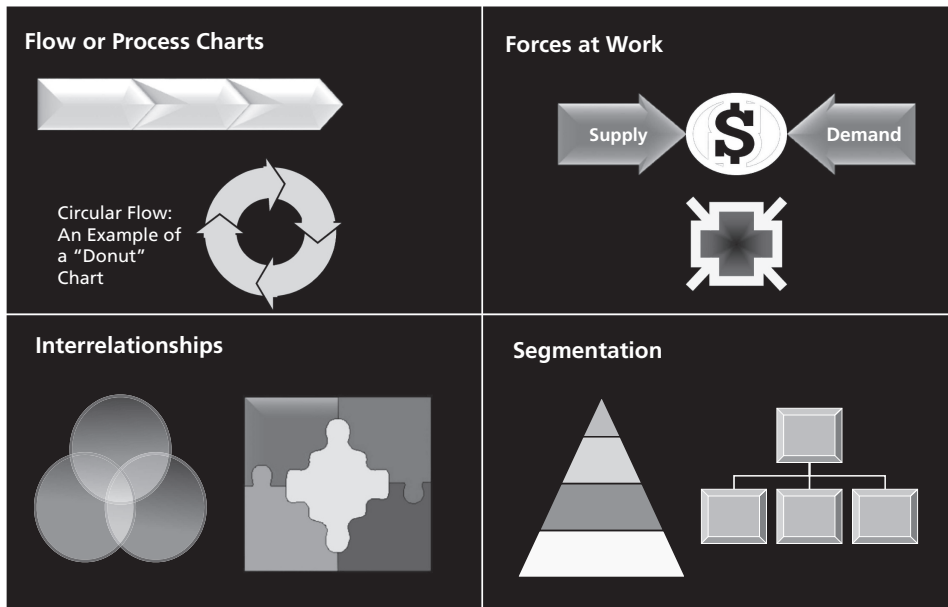 Flow or Process Charts
Circular Flow:
An Example of
a “Donut”
Chart
Forces at Work
Supply
$
Demand
Interrelationships
Segmentation